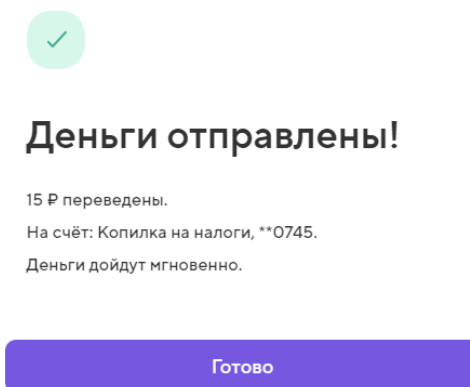 Деньги отправлены!
15 ₽ переведены.
На счёт: Копилка на налоги, **0745.
Деньги дойдут мгновенно.
Готово